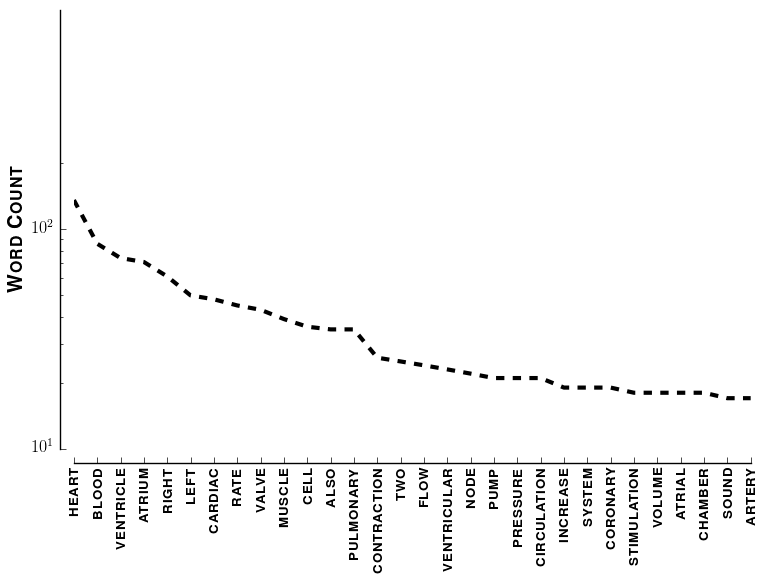 WORD COUNT
10²
10¹
HEART
BLOOD
VENTRICLE
ATRIUM
RIGHT
LEFT
CARDIAC
RATE
VALVE
MUSCLE
CELL
ALSO
PULMONARY
CONTRACTION
TWO
FLOW
VENTRICULAR
NODE
PUMP
PRESSURE
CIRCULATION
INCREASE
SYSTEM
CORONARY
STIMULATION
VOLUME
ATRIAL
CHAMBER
SOUND
ARTERY